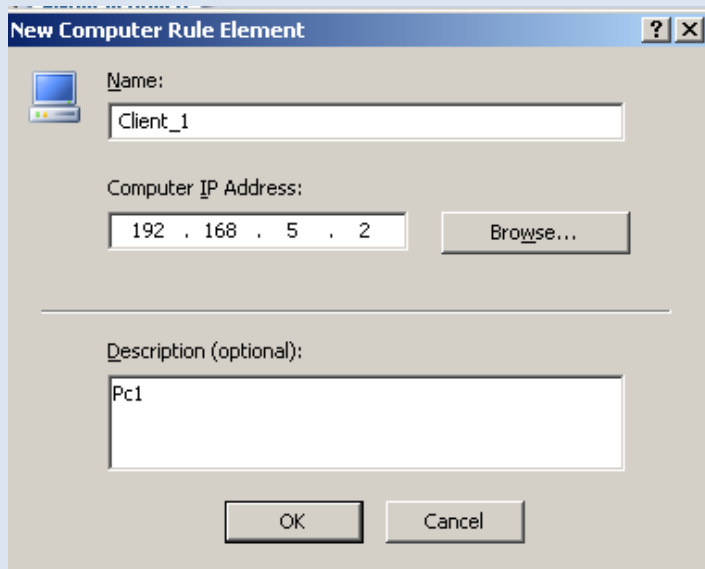 New Computer Rule Element
Name:
Client_1
Computer IP Address:
192 . 168 . 5 . 2
Browse...
Description (optional):
Pc1
OK
Cancel